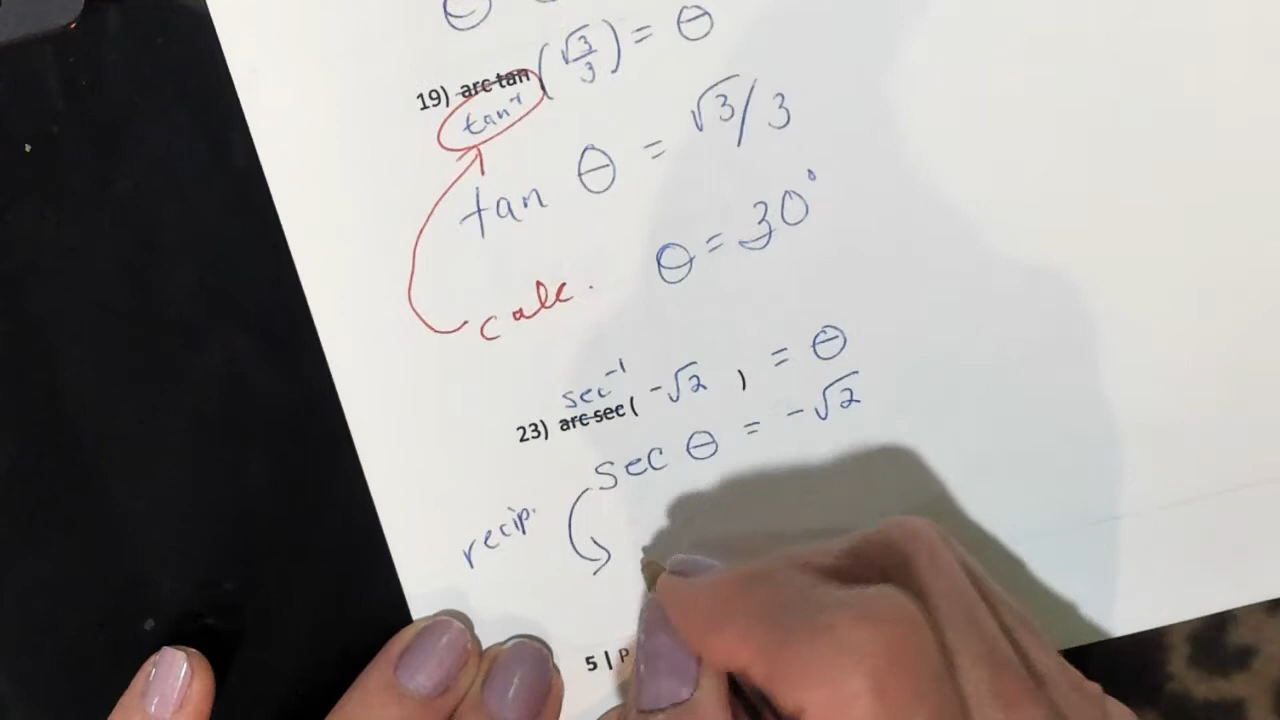 θ
19) arc tan (√3/3) = θ
tan⁻¹
tan θ = √3/3
θ = 30°
calc.
sec⁻¹
23) arc sec( -√2 ) = θ
sec θ = -√2
recip.
5 | P